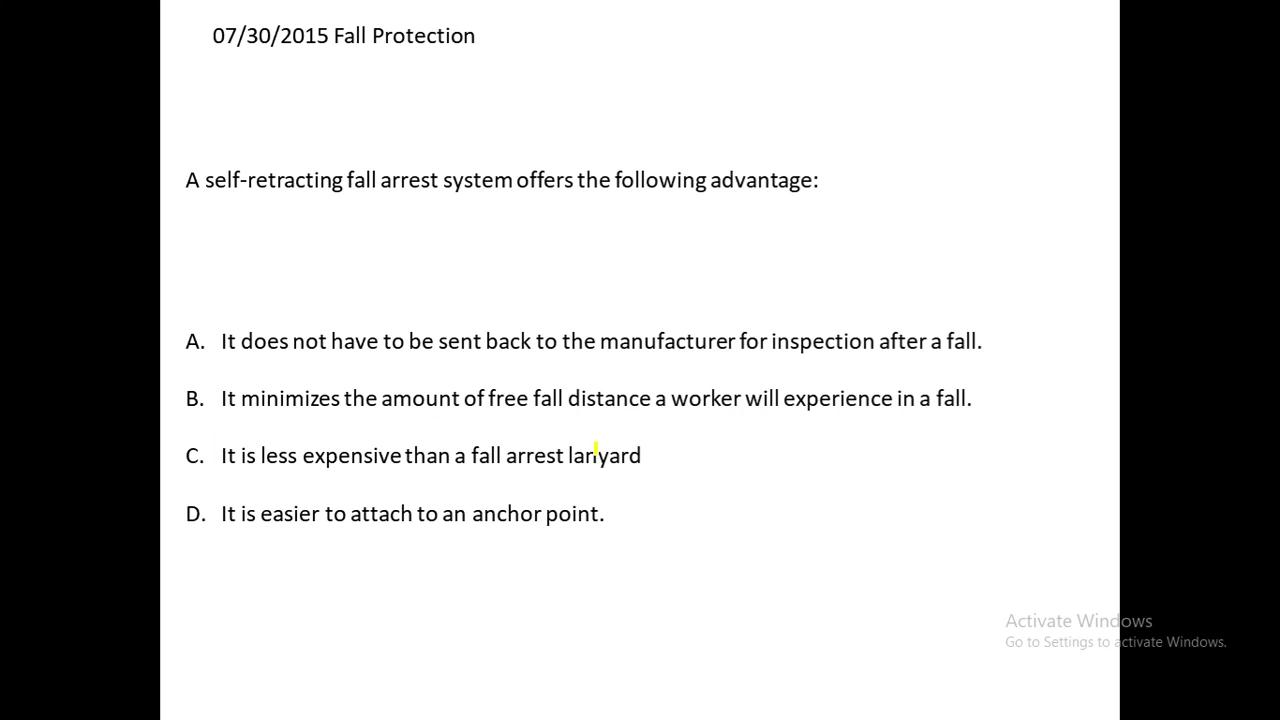 07/30/2015 Fall Protection
A self-retracting fall arrest system offers the following advantage:
A. It does not have to be sent back to the manufacturer for inspection after a fall.
B. It minimizes the amount of free fall distance a worker will experience in a fall.
C. It is less expensive than a fall arrest lanyard
D. It is easier to attach to an anchor point.
Activate Windows
Go to Settings to activate Windows.